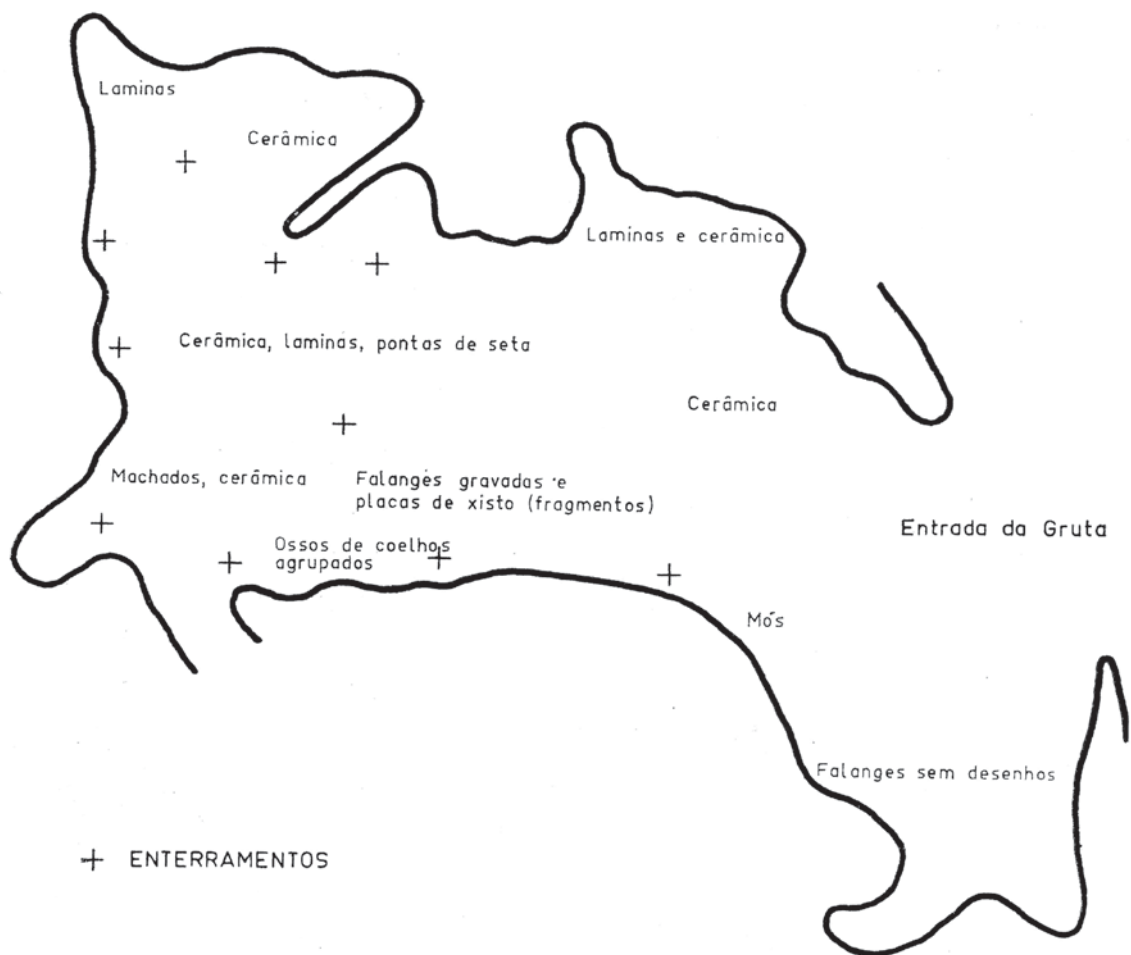 Laminas
Cerâmica
Laminas e cerâmica
Cerâmica, laminas, pontas de seta
Cerâmica
Machados, cerâmica
Falanges gravadas e
placas de xisto (fragmentos)
Entrada da Gruta
Ossos de coelhos
agrupados
Mós
Falanges sem desenhos
ENTERRAMENTOS